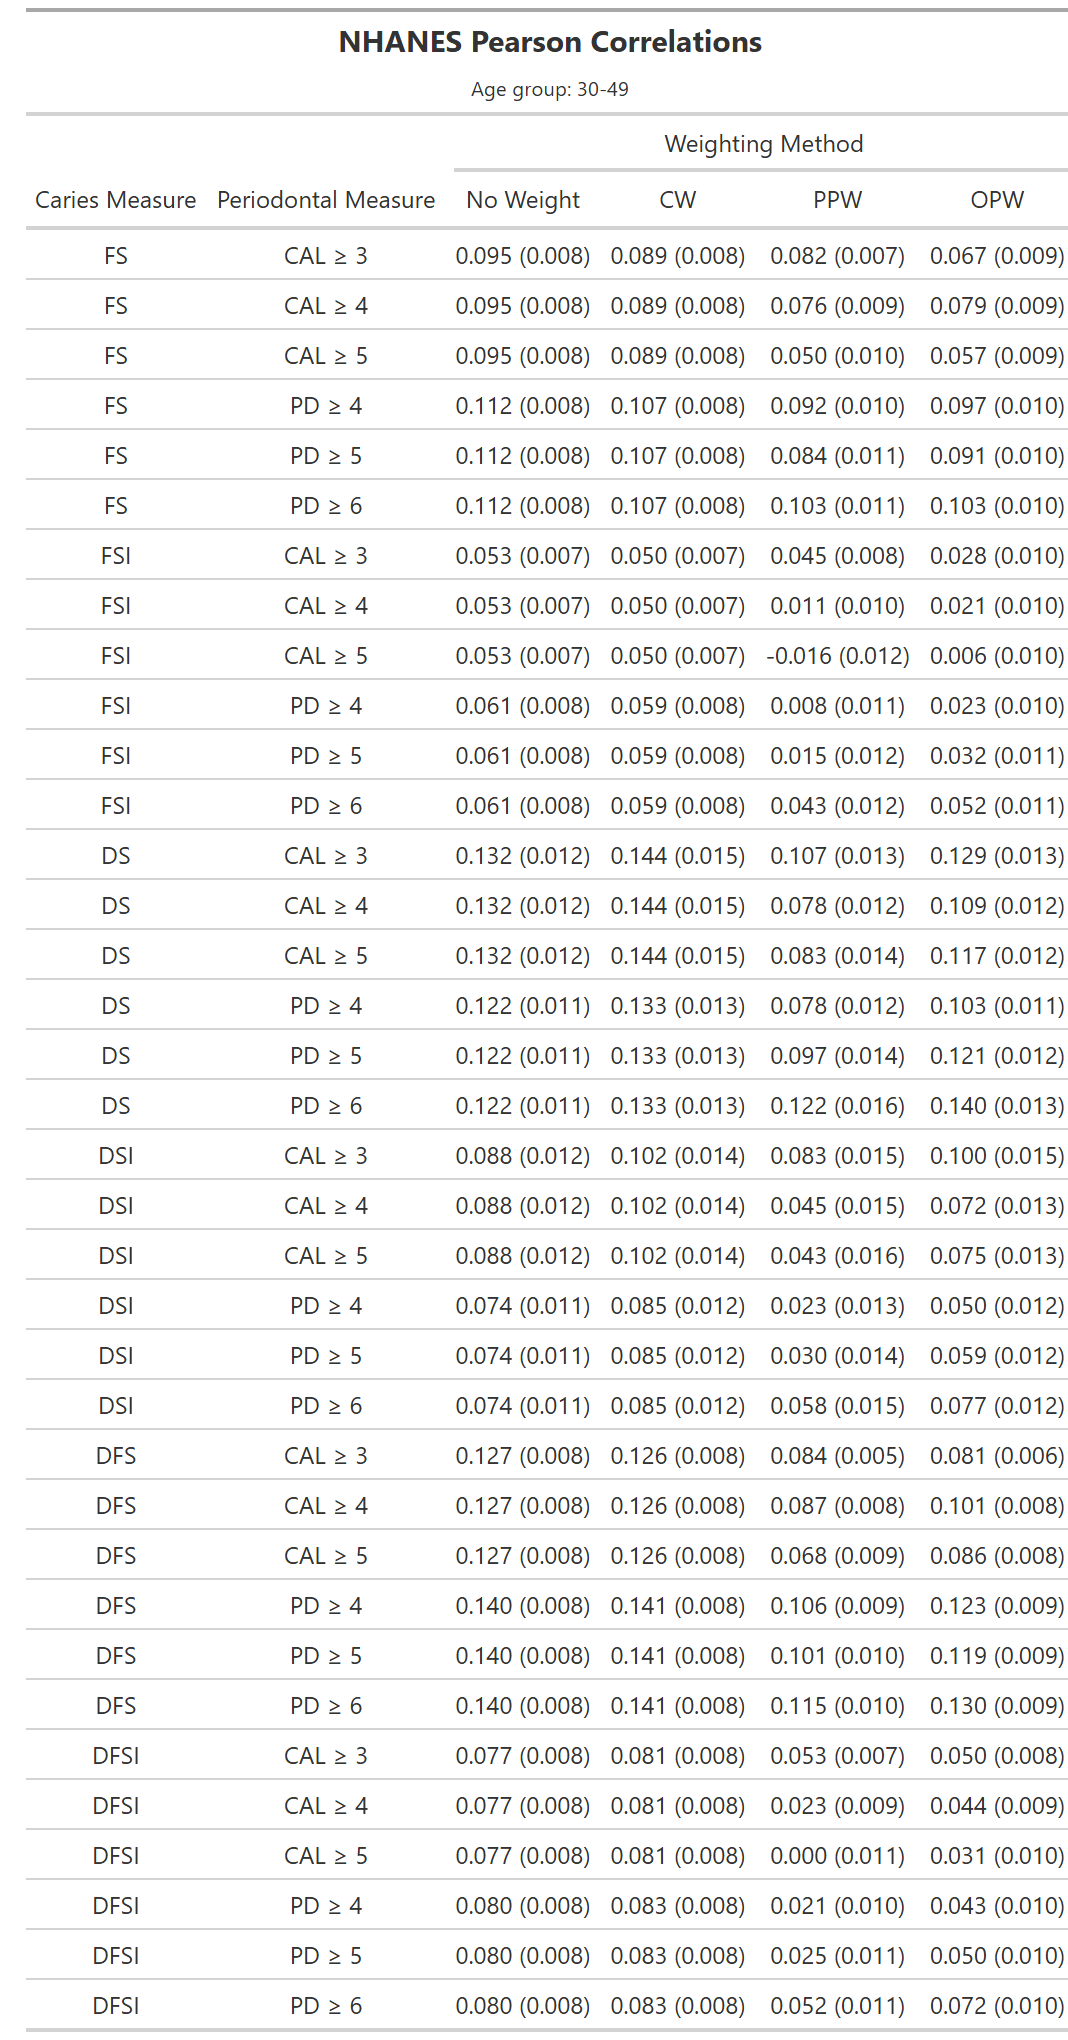 NHANES Pearson Correlations
Age group: 30-49
Weighting Method
Caries Measure Periodontal Measure No Weight CW PPW OPW
FS CAL ≥ 3 0.095 (0.008) 0.089 (0.008) 0.082 (0.007) 0.067 (0.009)
FS CAL ≥ 4 0.095 (0.008) 0.089 (0.008) 0.076 (0.009) 0.079 (0.009)
FS CAL ≥ 5 0.095 (0.008) 0.089 (0.008) 0.050 (0.010) 0.057 (0.009)
FS PD ≥ 4 0.112 (0.008) 0.107 (0.008) 0.092 (0.010) 0.097 (0.010)
FS PD ≥ 5 0.112 (0.008) 0.107 (0.008) 0.084 (0.011) 0.091 (0.010)
FS PD ≥ 6 0.112 (0.008) 0.107 (0.008) 0.103 (0.011) 0.103 (0.010)
FSI CAL ≥ 3 0.053 (0.007) 0.050 (0.007) 0.045 (0.008) 0.028 (0.010)
FSI CAL ≥ 4 0.053 (0.007) 0.050 (0.007) 0.011 (0.010) 0.021 (0.010)
FSI CAL ≥ 5 0.053 (0.007) 0.050 (0.007) -0.016 (0.012) 0.006 (0.010)
FSI PD ≥ 4 0.061 (0.008) 0.059 (0.008) 0.008 (0.011) 0.023 (0.010)
FSI PD ≥ 5 0.061 (0.008) 0.059 (0.008) 0.015 (0.012) 0.032 (0.011)
FSI PD ≥ 6 0.061 (0.008) 0.059 (0.008) 0.043 (0.012) 0.052 (0.011)
DS CAL ≥ 3 0.132 (0.012) 0.144 (0.015) 0.107 (0.013) 0.129 (0.013)
DS CAL ≥ 4 0.132 (0.012) 0.144 (0.015) 0.078 (0.012) 0.109 (0.012)
DS CAL ≥ 5 0.132 (0.012) 0.144 (0.015) 0.083 (0.014) 0.117 (0.012)
DS PD ≥ 4 0.122 (0.011) 0.133 (0.013) 0.078 (0.012) 0.103 (0.011)
DS PD ≥ 5 0.122 (0.011) 0.133 (0.013) 0.097 (0.014) 0.121 (0.012)
DS PD ≥ 6 0.122 (0.011) 0.133 (0.013) 0.122 (0.016) 0.140 (0.013)
DSI CAL ≥ 3 0.088 (0.012) 0.102 (0.014) 0.083 (0.015) 0.100 (0.015)
DSI CAL ≥ 4 0.088 (0.012) 0.102 (0.014) 0.045 (0.015) 0.072 (0.013)
DSI CAL ≥ 5 0.088 (0.012) 0.102 (0.014) 0.043 (0.016) 0.075 (0.013)
DSI PD ≥ 4 0.074 (0.011) 0.085 (0.012) 0.023 (0.013) 0.050 (0.012)
DSI PD ≥ 5 0.074 (0.011) 0.085 (0.012) 0.030 (0.014) 0.059 (0.012)
DSI PD ≥ 6 0.074 (0.011) 0.085 (0.012) 0.058 (0.015) 0.077 (0.012)
DFS CAL ≥ 3 0.127 (0.008) 0.126 (0.008) 0.084 (0.005) 0.081 (0.006)
DFS CAL ≥ 4 0.127 (0.008) 0.126 (0.008) 0.087 (0.008) 0.101 (0.008)
DFS CAL ≥ 5 0.127 (0.008) 0.126 (0.008) 0.068 (0.009) 0.086 (0.008)
DFS PD ≥ 4 0.140 (0.008) 0.141 (0.008) 0.106 (0.009) 0.123 (0.009)
DFS PD ≥ 5 0.140 (0.008) 0.141 (0.008) 0.101 (0.010) 0.119 (0.009)
DFS PD ≥ 6 0.140 (0.008) 0.141 (0.008) 0.115 (0.010) 0.130 (0.009)
DFSI CAL ≥ 3 0.077 (0.008) 0.081 (0.008) 0.053 (0.007) 0.050 (0.008)
DFSI CAL ≥ 4 0.077 (0.008) 0.081 (0.008) 0.023 (0.009) 0.044 (0.009)
DFSI CAL ≥ 5 0.077 (0.008) 0.081 (0.008) 0.000 (0.011) 0.031 (0.010)
DFSI PD ≥ 4 0.080 (0.008) 0.083 (0.008) 0.021 (0.010) 0.043 (0.010)
DFSI PD ≥ 5 0.080 (0.008) 0.083 (0.008) 0.025 (0.011) 0.050 (0.010)
DFSI PD ≥ 6 0.080 (0.008) 0.083 (0.008) 0.052 (0.011) 0.072 (0.010)